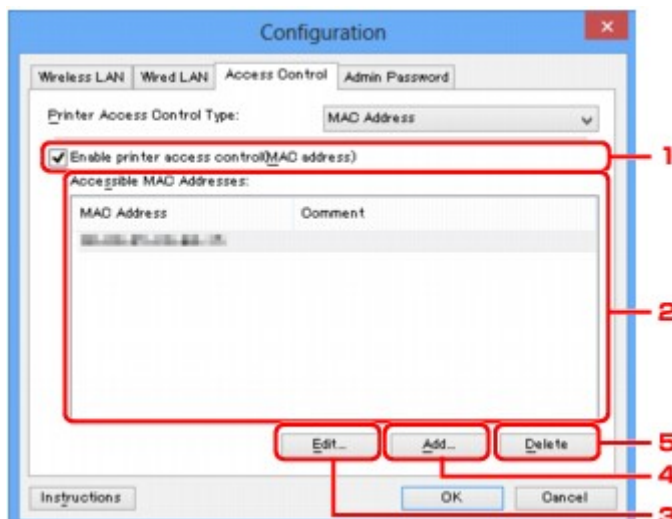 Configuration
Wireless LAN Wired LAN Access Control Admin Password
Printer Access Control Type: MAC Address
Enable printer access control(MAC address) 1
Accessible MAC Addresses:
MAC Address Comment
2
Edit... Add... Delete 5
4
Instructions OK Cancel
3